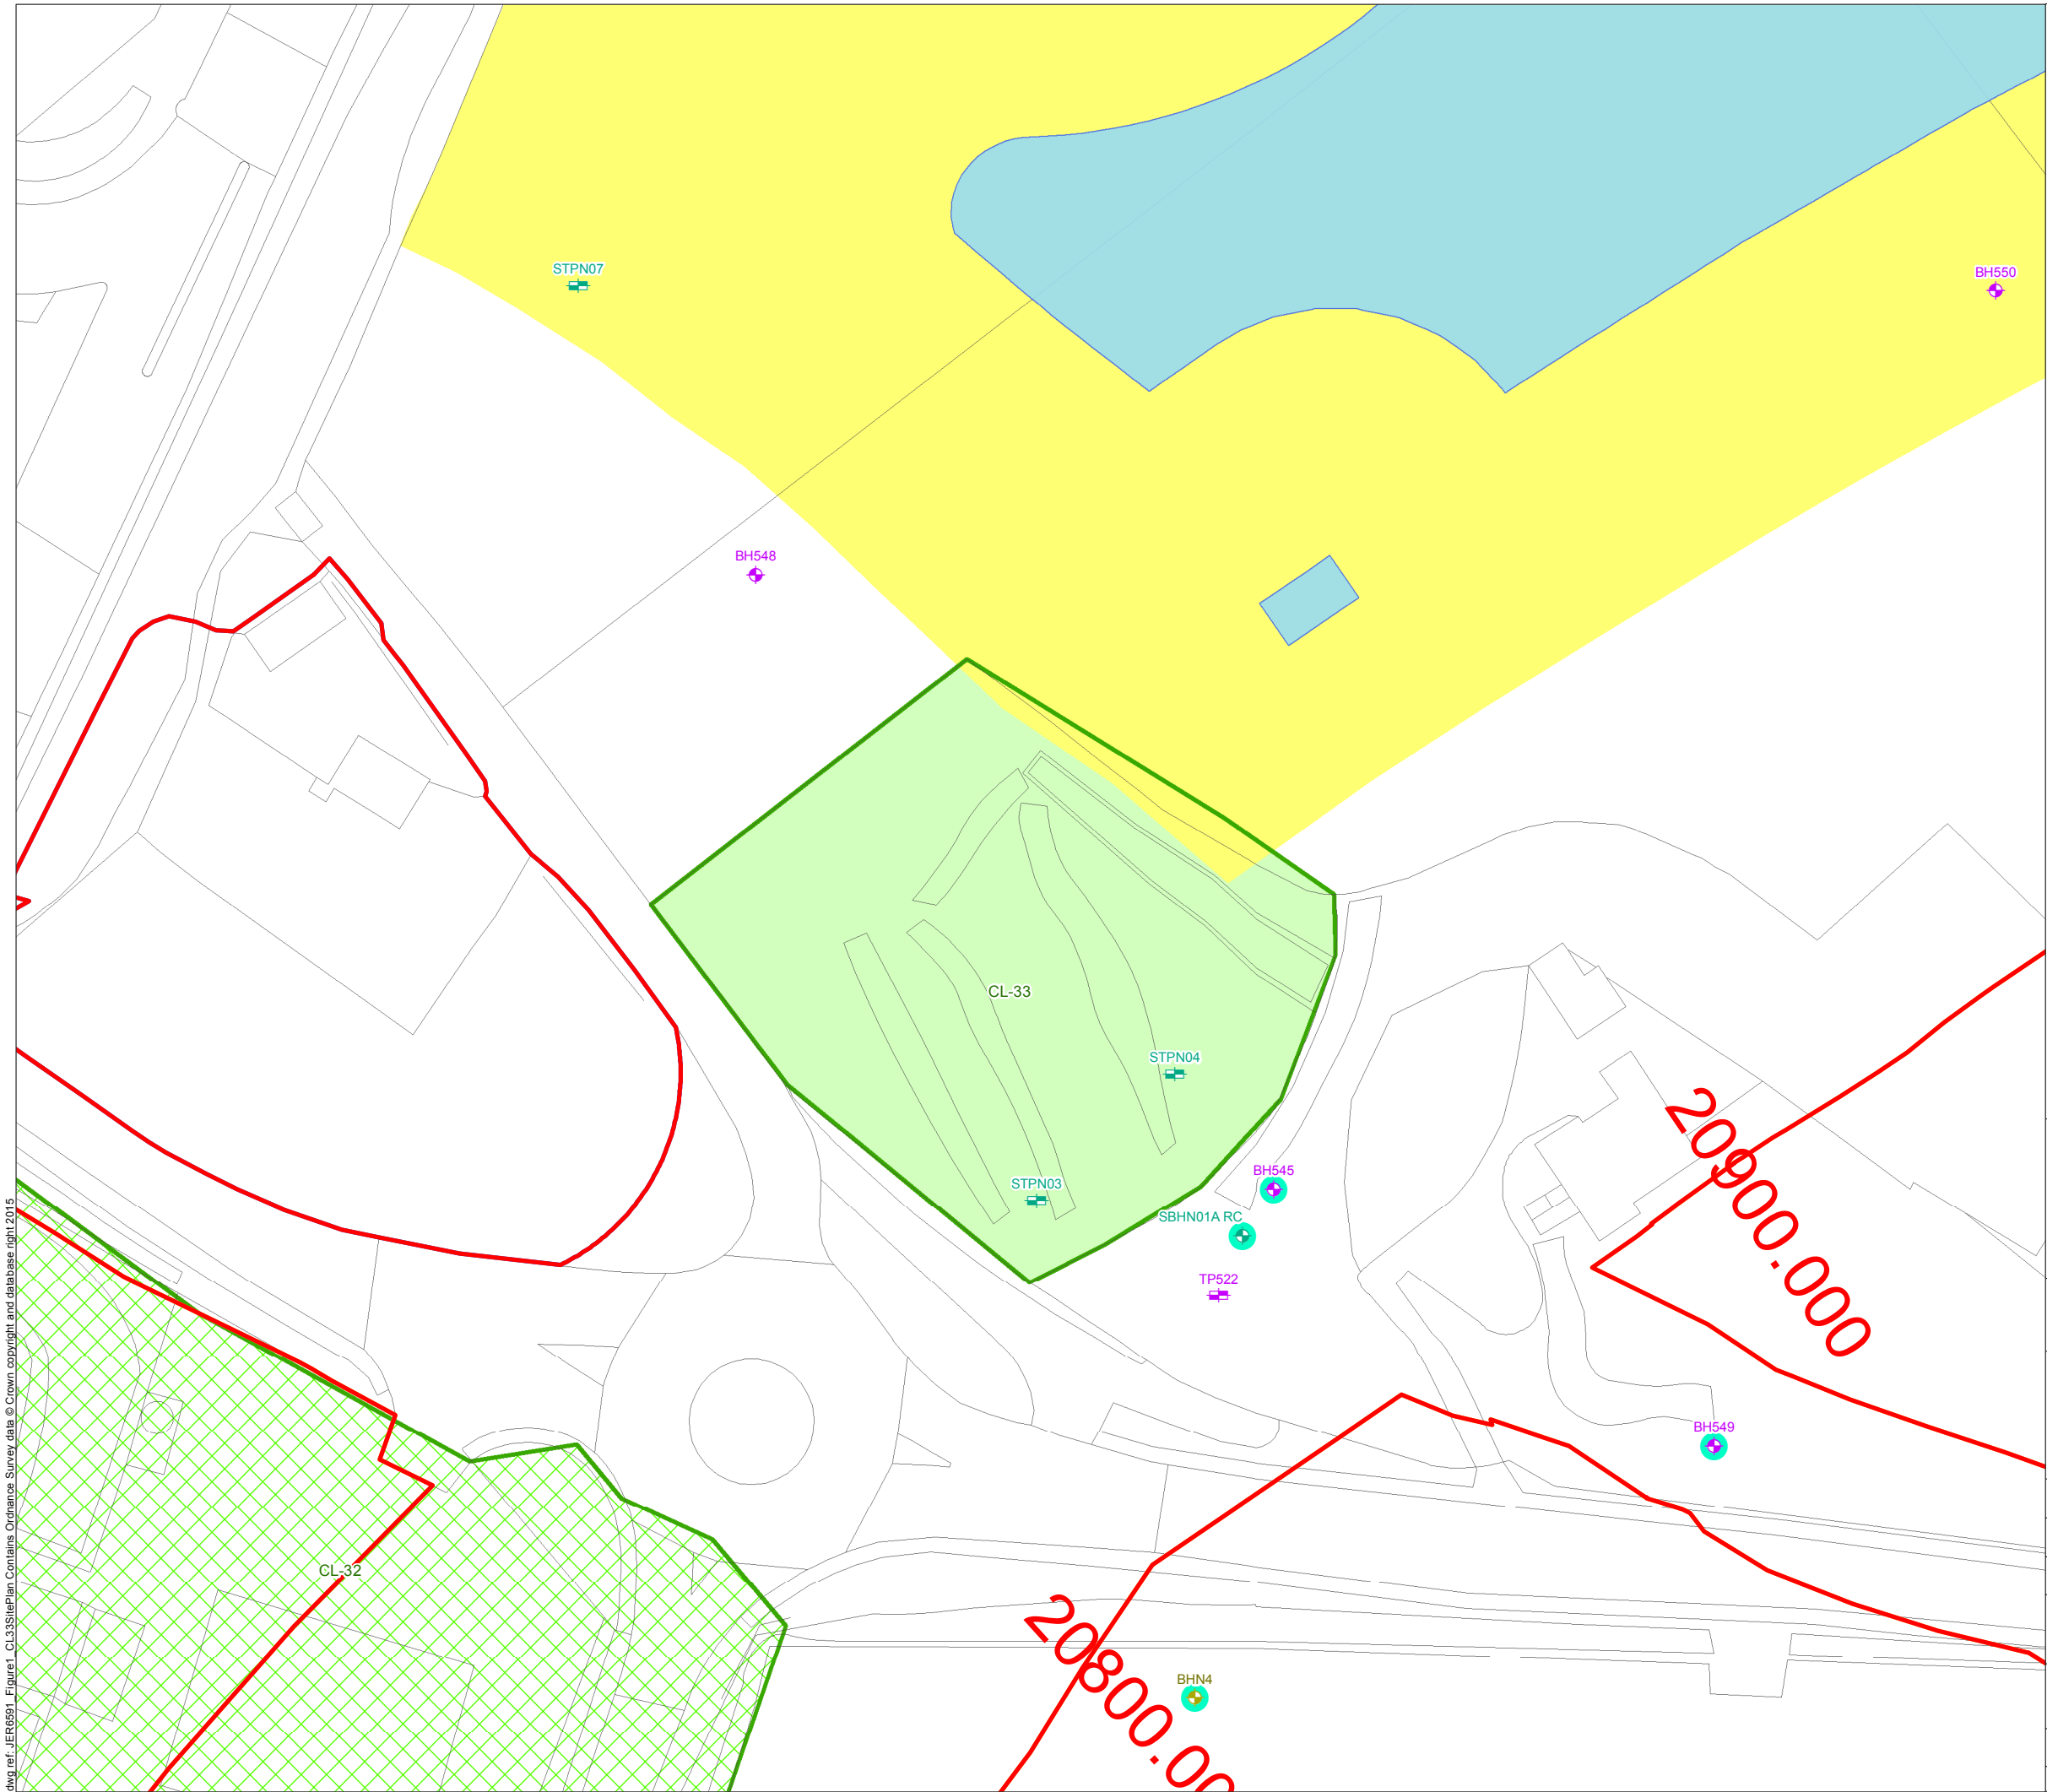 STPN07
BH550
BH548
CL-33
STPN04
BH545
STPN03
SBHN01A RC
TP522
20900.000
BH549
CL-32
20800.00
BHN4
dwg ref: JER6591_Figure1_CL33SitePlan Contains Ordnance Survey data © Crown copyright and database right 2015